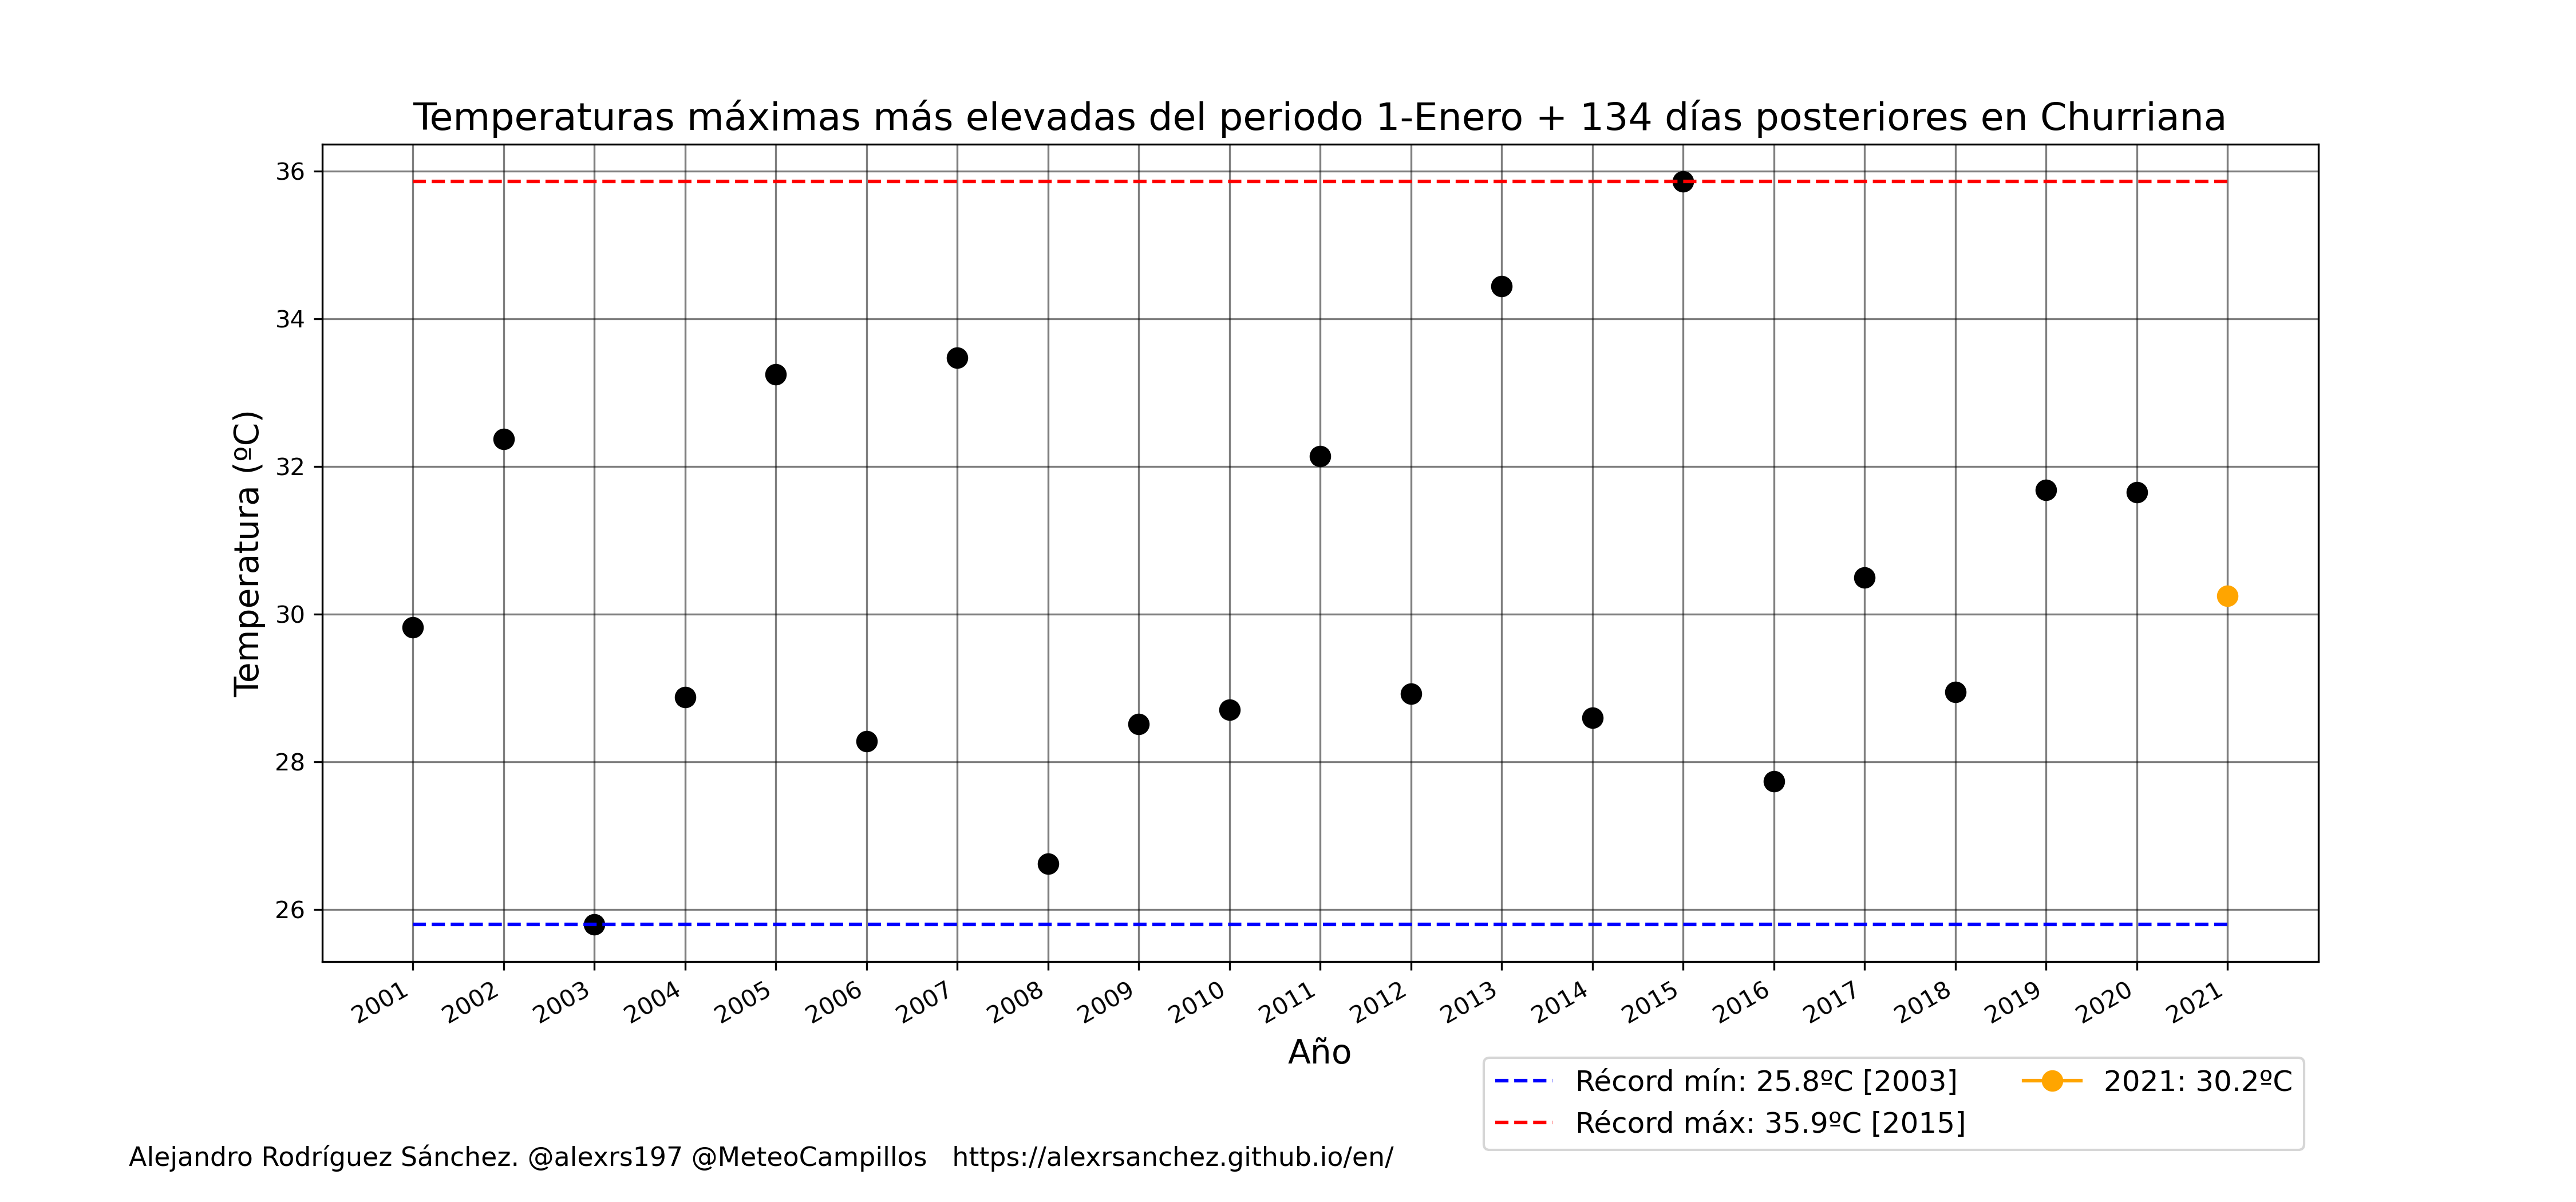 Temperaturas máximas más elevadas del periodo 1-Enero + 134 días posteriores en Churriana
Temperatura (ºC)
36
34
32
30
28
26
2001 2002 2003 2004 2005 2006 2007 2008 2009 2010 2011 2012 2013 2014 2015 2016 2017 2018 2019 2020 2021
Año
Récord mín: 25.8ºC [2003]
Récord máx: 35.9ºC [2015]
2021: 30.2ºC
Alejandro Rodríguez Sánchez. @alexrs197 @MeteoCampillos https://alexrsanchez.github.io/en/